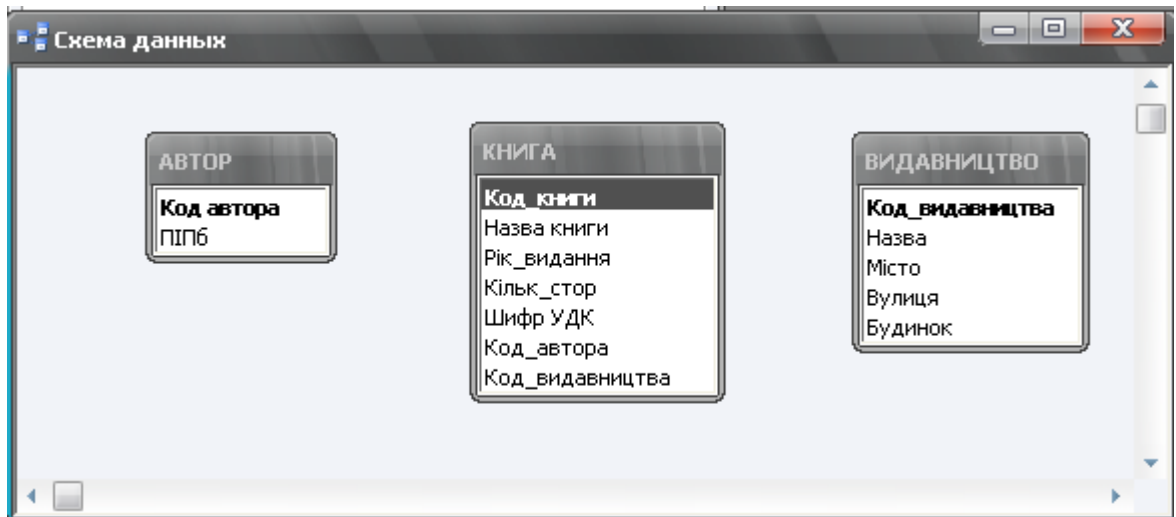 Схема данных
АВТОР
Код автора
ПІПб
КНИГА
Код_книги
Назва книги
Рік_видання
Кільк_стор
Шифр УДК
Код_автора
Код_видавництва
ВИДАВНИЦТВО
Код_видавництва
Назва
Місто
Вулиця
Будинок